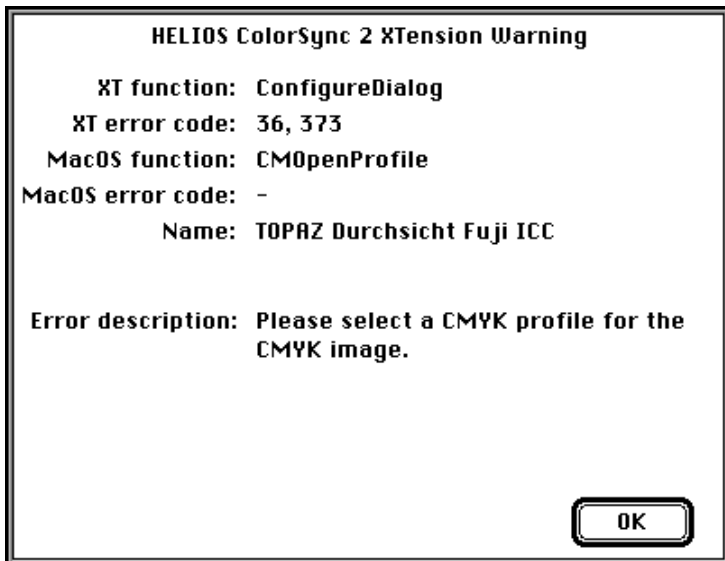 HELIOS ColorSync 2 XTension Warning
XT function: ConfigureDialog
XT error code: 36, 373
MacOS function: CMOpenProfile
MacOS error code: -
Name: TOPAZ Durchsicht Fuji ICC
Error description: Please select a CMYK profile for the
CMYK image.
OK